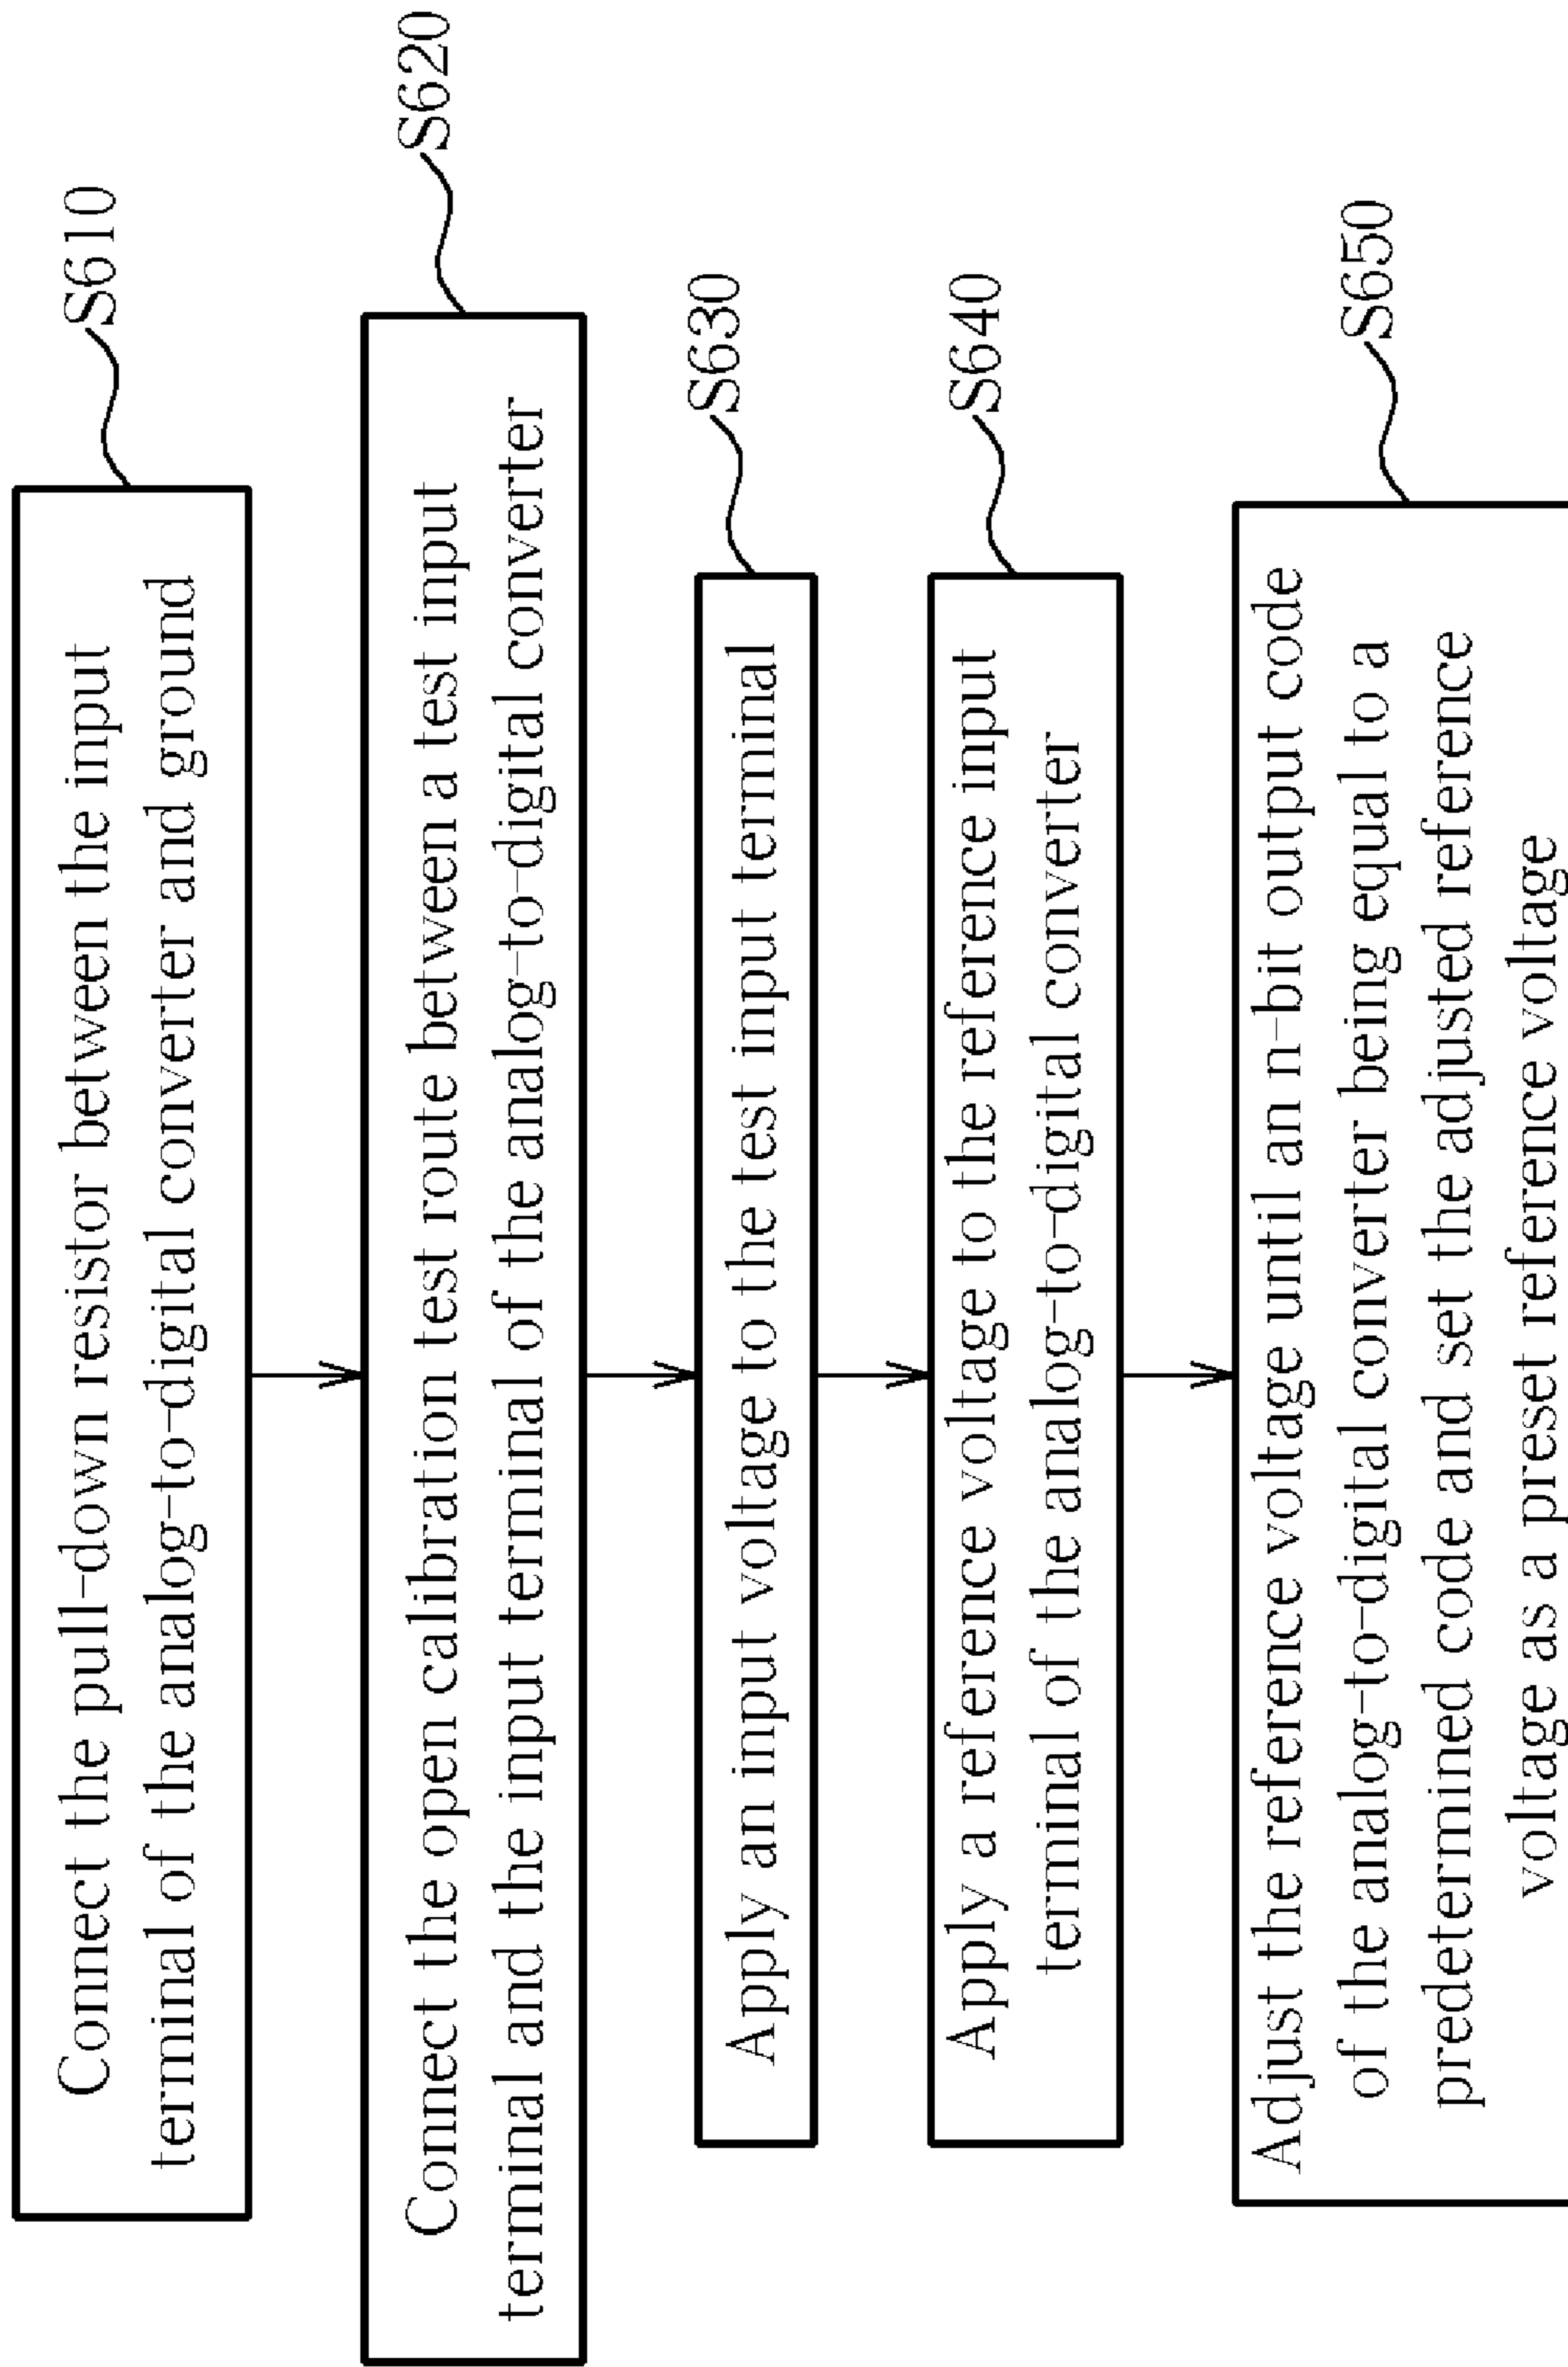 Connect the pull-down resistor between the input
terminal of the analog-to-digital converter and ground
S610
Connect the open calibration test route between a test input
terminal and the input terminal of the analog-to-digital converter
S620
Apply an input voltage to the test input terminal
S630
Apply a reference voltage to the reference input
terminal of the analog-to-digital converter
S640
Adjust the reference voltage until an n-bit output code
of the analog-to-digital converter being equal to a
predetermined code and set the adjusted reference
voltage as a preset reference voltage
S650